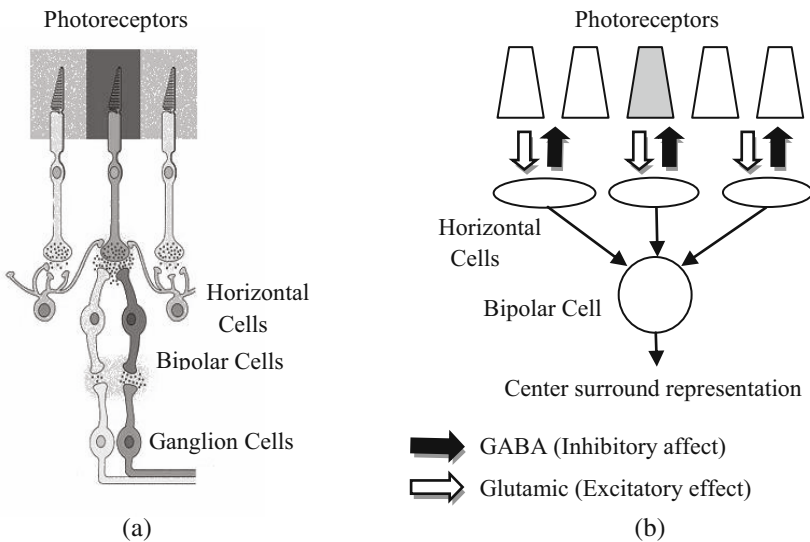 Photoreceptors
Horizontal
Cells
Bipolar Cells
Ganglion Cells
(a)
Photoreceptors
Horizontal
Cells
Bipolar Cell
Center surround representation
GABA (Inhibitory affect)
Glutamic (Excitatory effect)
(b)